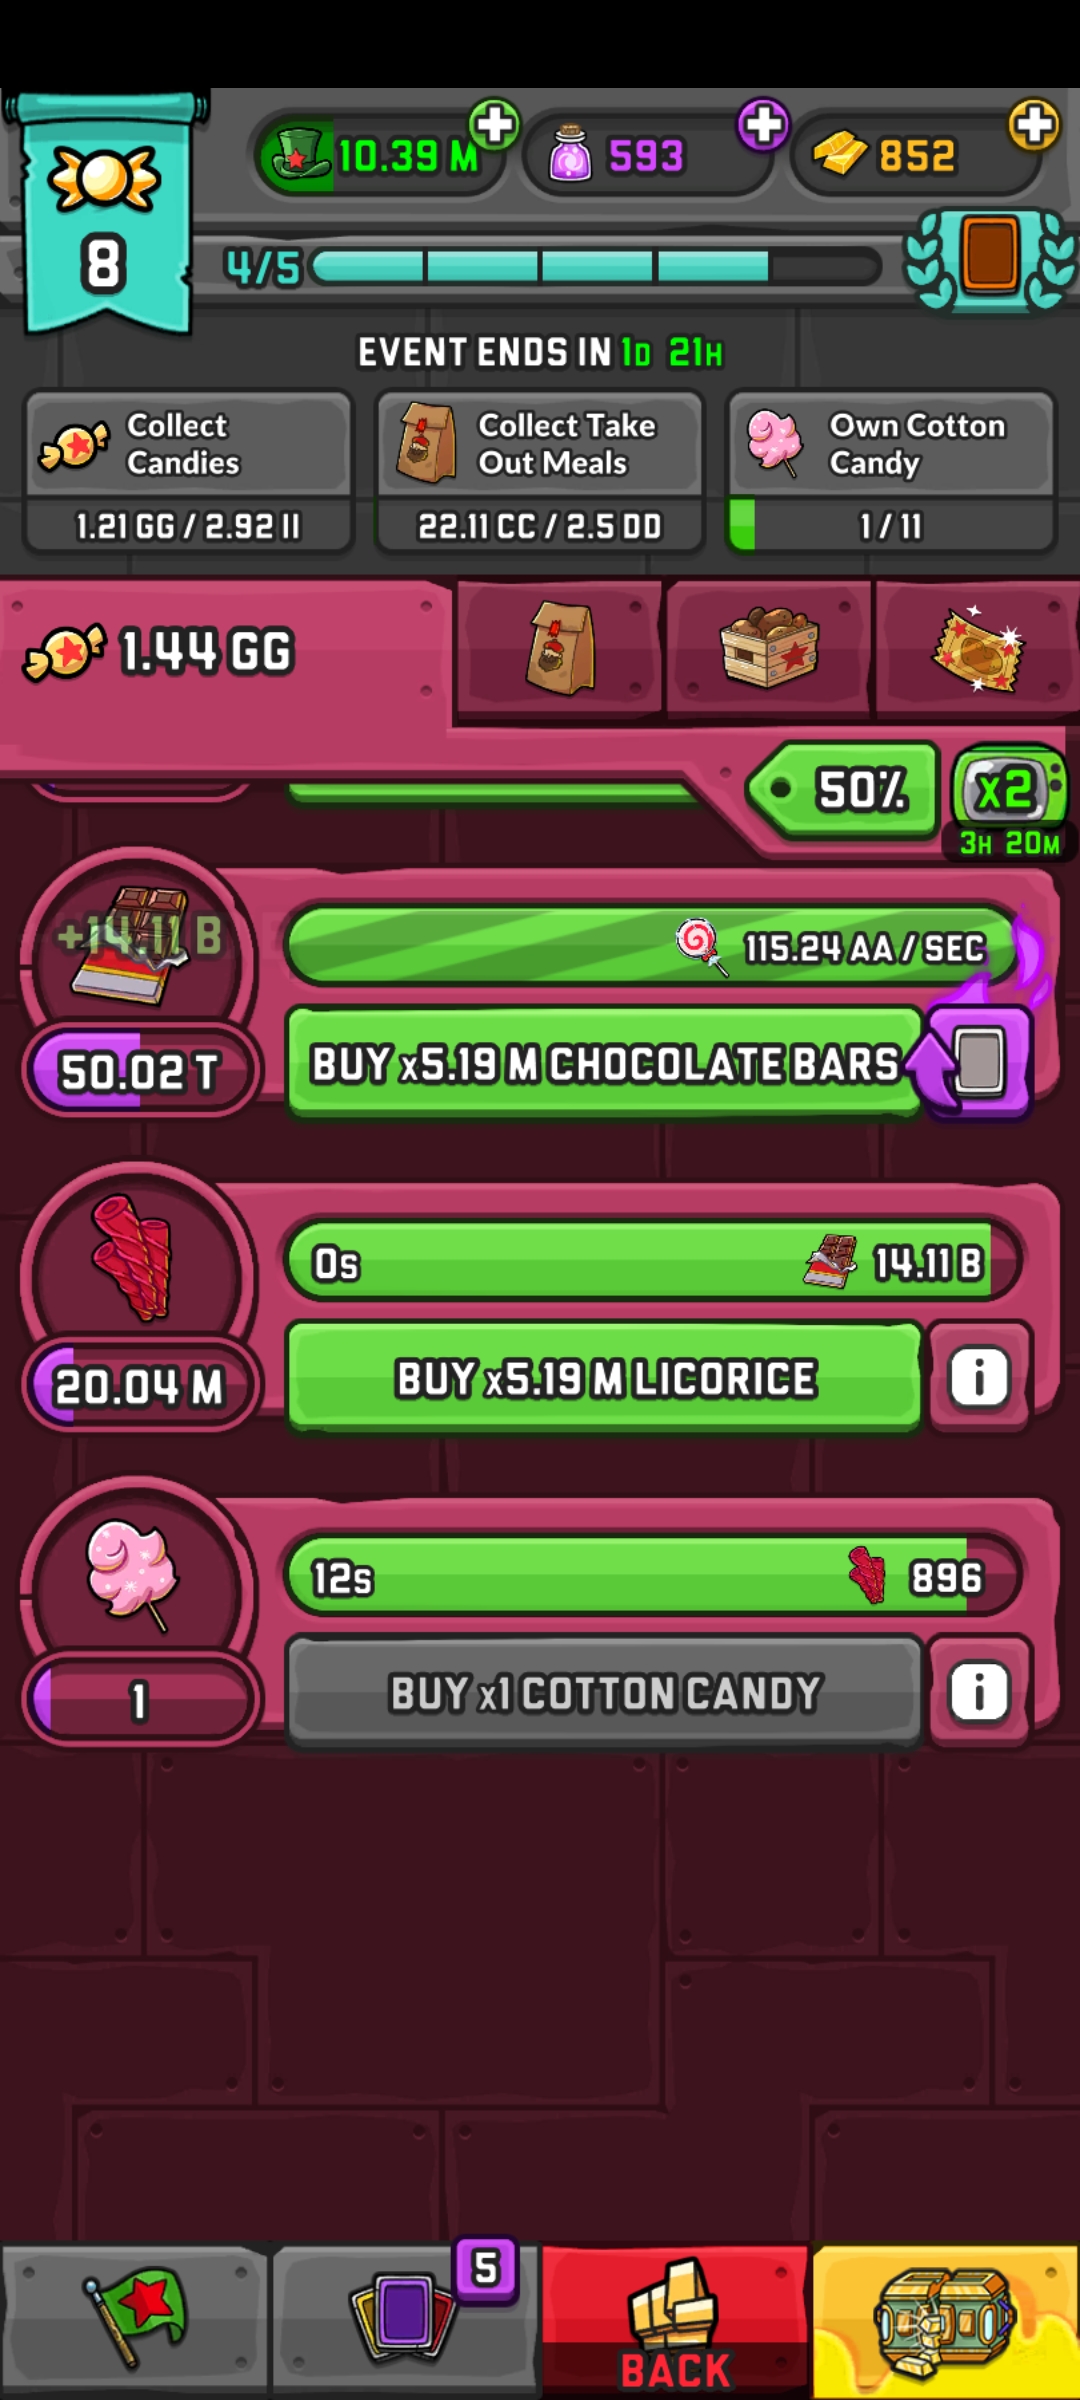 10.39 M
593
852
8
4/5
EVENT ENDS IN 1D 21H
Collect
Candies
1.21 GG / 2.92 II
Collect Take
Out Meals
22.11 CC / 2.5 DD
Own Cotton
Candy
1 / 11
1.44 GG
50%
x2
3H 20M
+14.11 B
115.24 AA / SEC
50.02 T
BUY x5.19 M CHOCOLATE BARS
0s
14.11 B
20.04 M
BUY x5.19 M LICORICE
i
12s
896
1
BUY x1 COTTON CANDY
i
5
BACK